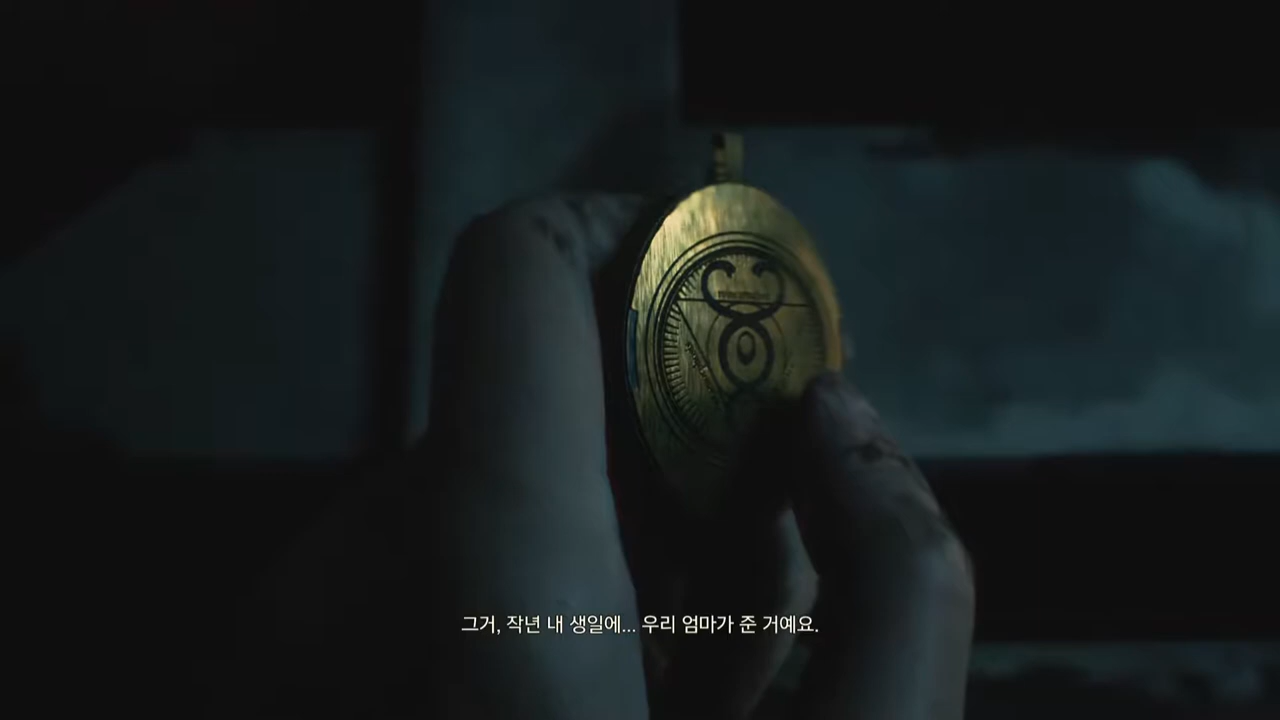 그거, 작년 내 생일에... 우리 엄마가 준 거예요.